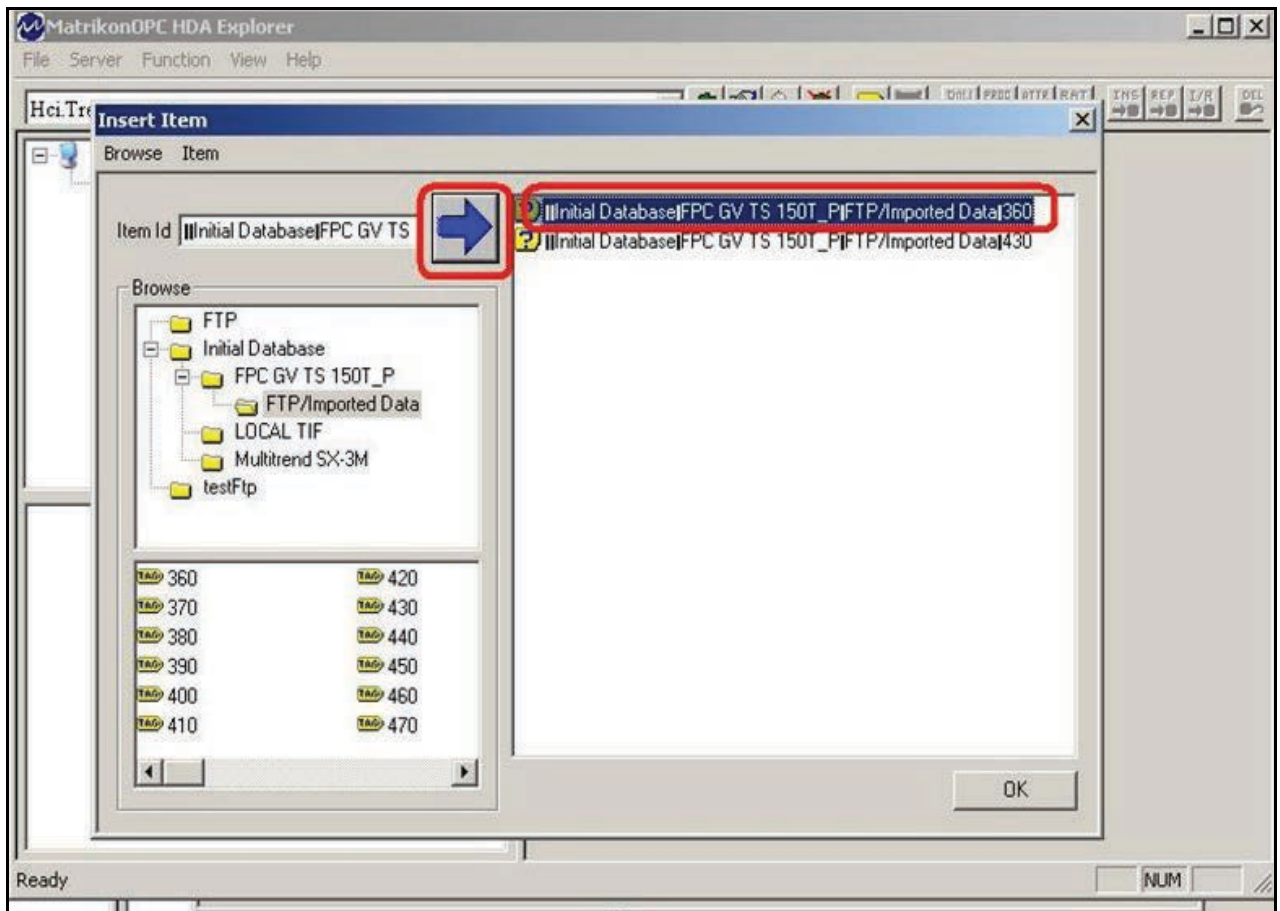 MatrikonOPC HDA Explorer
File Server Function View Help
Hci.Tre
INS REP I/R DEL
Insert Item
Browse Item
Item Id ||Initial Database|FPC GV TS
||Initial Database|FPC GV TS 150T_P|FTP/Imported Data|360
||Initial Database|FPC GV TS 150T_P|FTP/Imported Data|430
Browse
FTP
Initial Database
FPC GV TS 150T_P
FTP/Imported Data
LOCAL TIF
Multitrend SX-3M
testFtp
TAG 360 TAG 420
TAG 370 TAG 430
TAG 380 TAG 440
TAG 390 TAG 450
TAG 400 TAG 460
TAG 410 TAG 470
OK
Ready
NUM